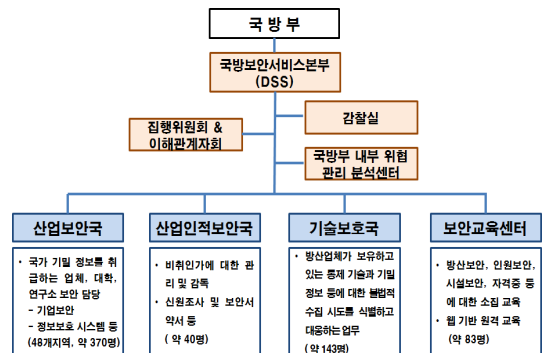 국 방 부
국방보안서비스본부
(DSS)
감찰실
집행위원회 &
이해관계자회
국방부 내부 위협
관리 분석센터
산업보안국
• 국가 기밀 정보를 취
급하는 업체, 대학,
연구소 보안 담당
- 기업보안
- 정보보호 시스템 등
(48개지역, 약 370명)
산업인적보안국
• 비취인가에 대한 관
리 및 감독
• 신원조사 및 보안서
약서 등
( 약 40명)
기술보호국
• 방산업체가 보유하고
있는 통제 기술과 기밀
정보 등에 대한 불법적
수집 시도를 식별하고
대응하는 업무
(약 143명)
보안교육센터
• 방산보안, 인원보안,
시설보안, 자격증 등
에 대한 소집 교육
• 웹 기반 원격 교육
(약 83명)